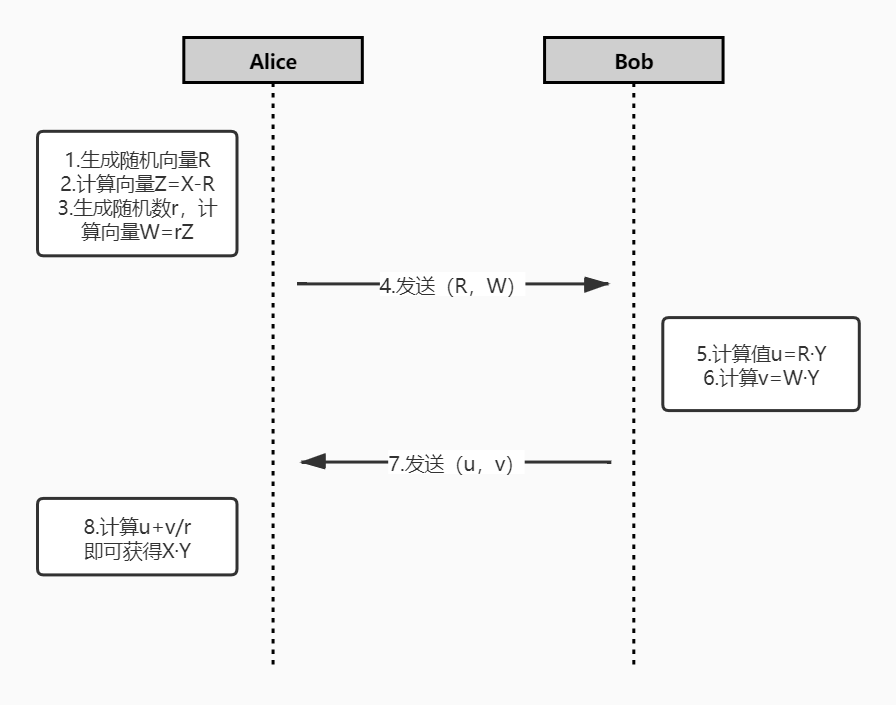 Alice
Bob
1.生成随机向量R
2.计算向量Z=X-R
3.生成随机数r，计
算向量W=rZ
4.发送（R，W）
5.计算值u=R·Y
6.计算v=W·Y
7.发送（u，v）
8.计算u+v/r
即可获得X·Y